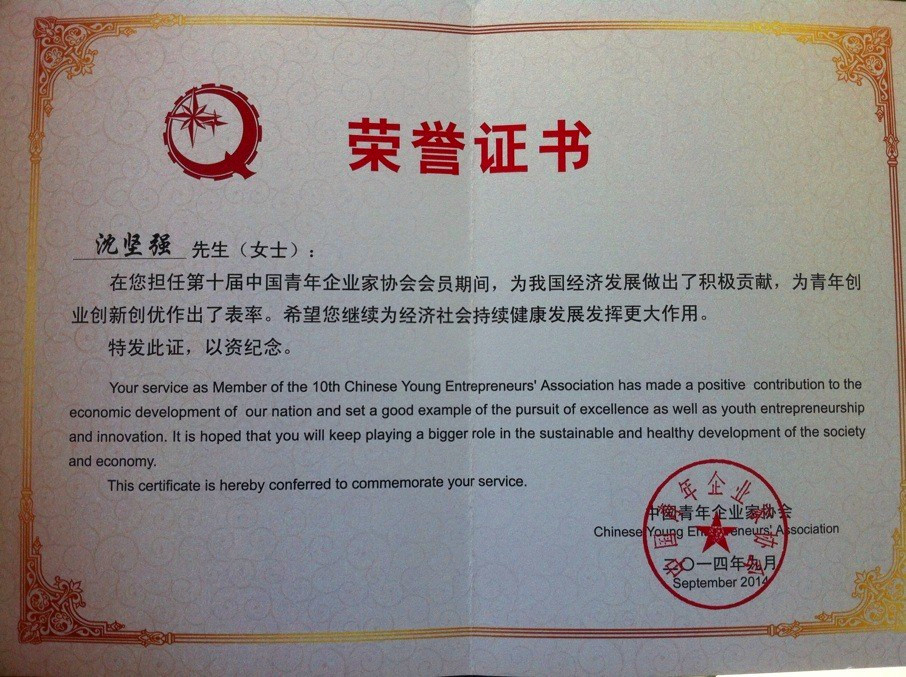 荣誉证书
沈坚强 先生（女士）：
在您担任第十届中国青年企业家协会会员期间，为我国经济发展做出了积极贡献，为青年创
业创新创优作出了表率。希望您继续为经济社会持续健康发展发挥更大作用。
特发此证，以资纪念。
Your service as Member of the 10th Chinese Young Entrepreneurs' Association has made a positive contribution to the
economic development of our nation and set a good example of the pursuit of excellence as well as youth entrepreneurship
and innovation. It is hoped that you will keep playing a bigger role in the sustainable and healthy development of the society
and economy.
This certificate is hereby conferred to commemorate your service.
中国青年企业家协会
Chinese Young Entrepreneurs' Association
二〇一四年九月
September 2014
中国青年企业家协会